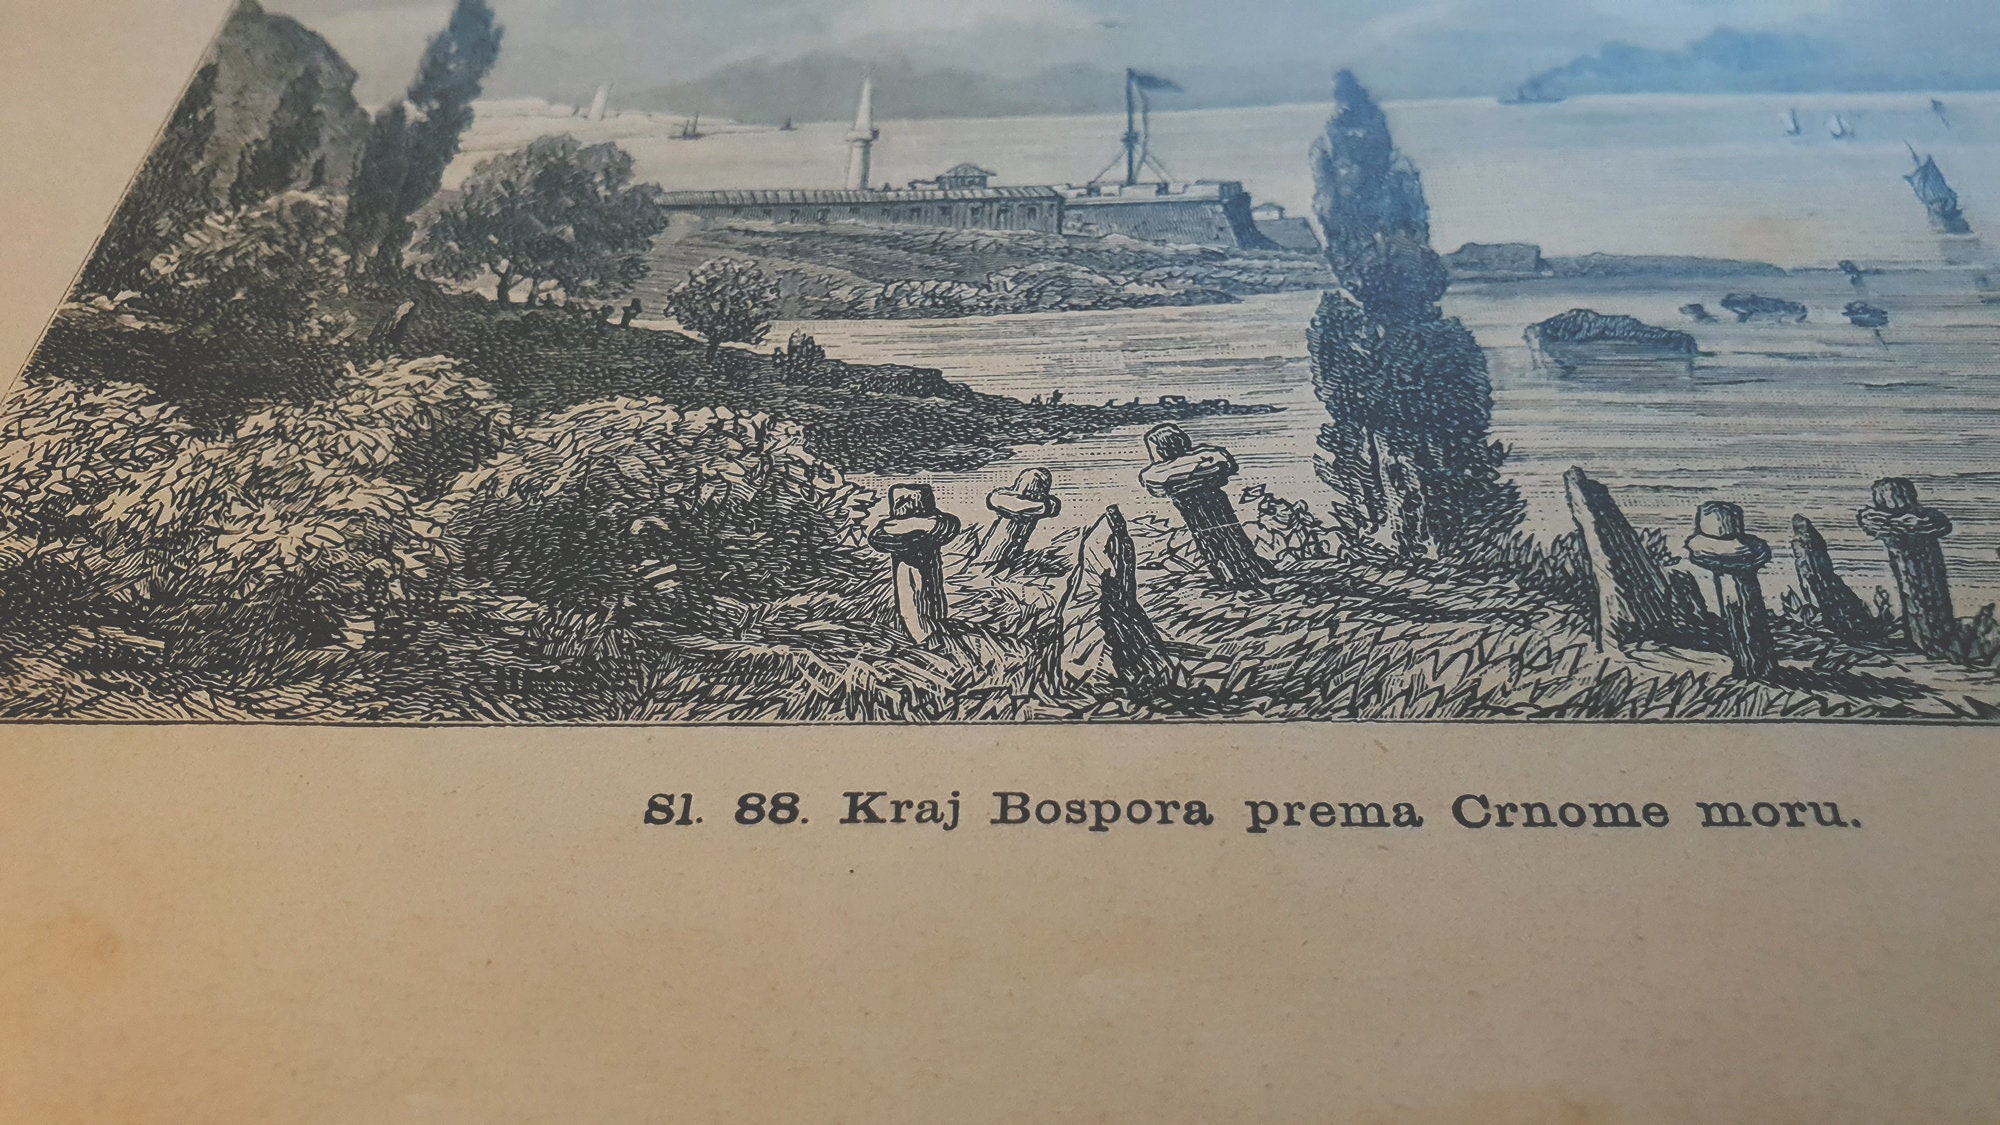 Sl. 88. Kraj Bospora prema Crnome moru.